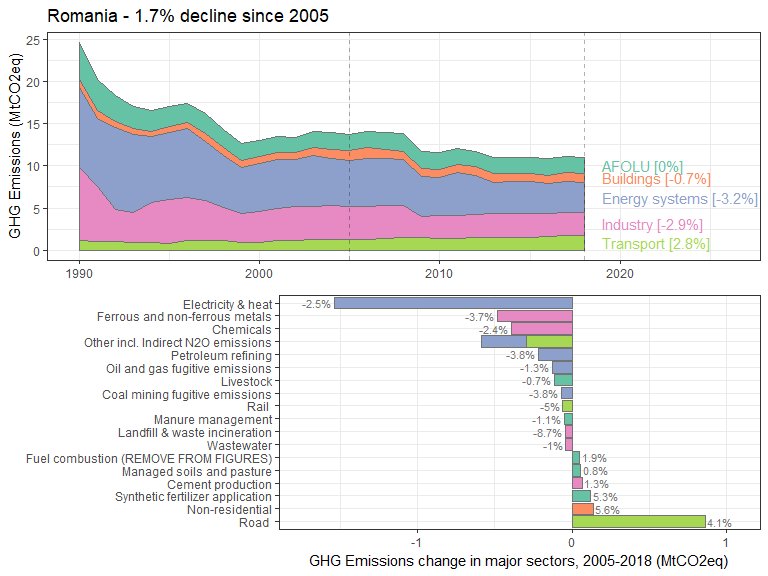 Romania - 1.7% decline since 2005
GHG Emissions (MtCO2eq)
25
20
15
10
5
0
AFOLU [0%]
Buildings [-0.7%]
Energy systems [-3.2%]
Industry [-2.9%]
Transport [2.8%]
1990 2000 2010 2020
Electricity & heat -2.5%
Ferrous and non-ferrous metals -3.7%
Chemicals -2.4%
Other incl. Indirect N2O emissions
Petroleum refining -3.8%
Oil and gas fugitive emissions -1.3%
Livestock -0.7%
Coal mining fugitive emissions -3.8%
Rail -5%
Manure management -1.1%
Landfill & waste incineration -8.7%
Wastewater -1%
Fuel combustion (REMOVE FROM FIGURES) 1.9%
Managed soils and pasture 0.8%
Cement production 1.3%
Synthetic fertilizer application 5.3%
Non-residential 5.6%
Road 4.1%
-1 0 1
GHG Emissions change in major sectors, 2005-2018 (MtCO2eq)